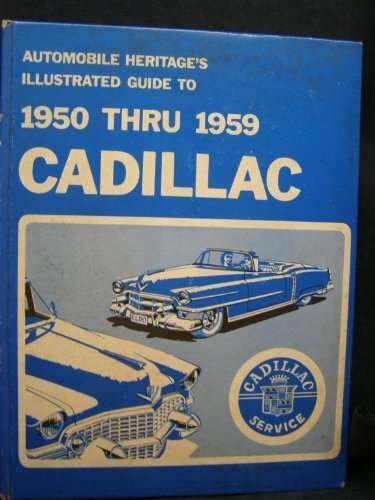 AUTOMOBILE HERITAGE'S
ILLUSTRATED GUIDE TO
1950 THRU 1959
CADILLAC
CADILLAC
SERVICE